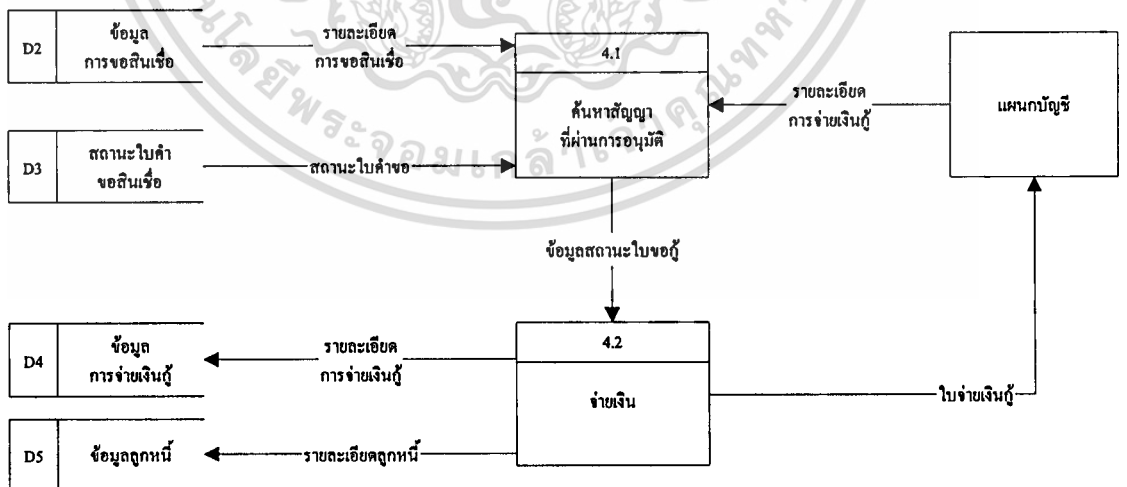 D2
ข้อมูล
การขอสินเชื่อ
รายละเอียด
การขอสินเชื่อ
4.1
ค้นหาสัญญา
ที่ผ่านการอนุมัติ
รายละเอียด
การจ่ายเงินกู้
แผนกบัญชี
D3
สถานะใบคำ
ขอสินเชื่อ
สถานะใบคำขอ
ข้อมูลสถานะใบขอกู้
D4
ข้อมูล
การจ่ายเงินกู้
รายละเอียด
การจ่ายเงินกู้
4.2
จ่ายเงิน
ใบจ่ายเงินกู้
D5
ข้อมูลลูกหนี้
รายละเอียดลูกหนี้